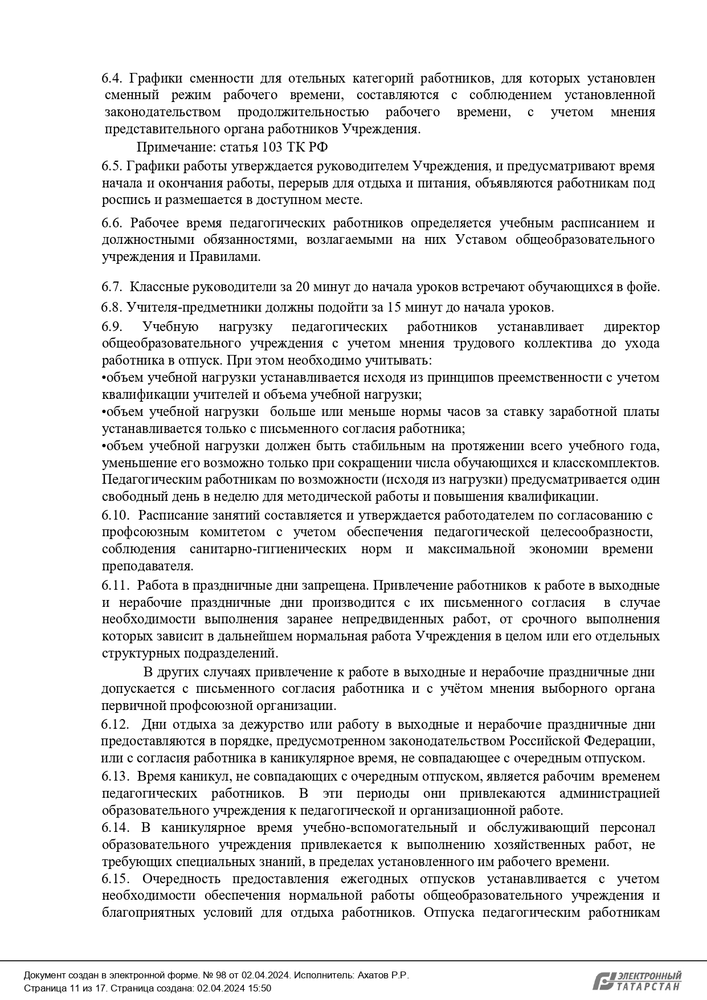 6.4. Графики сменности для отельных категорий работников, для которых установлен
сменный режим рабочего времени, составляются с соблюдением установленной
законодательством продолжительностью рабочего времени, с учетом мнения
представительного органа работников Учреждения.
Примечание: статья 103 ТК РФ
6.5. Графики работы утверждается руководителем Учреждения, и предусматривают время
начала и окончания работы, перерыв для отдыха и питания, объявляются работникам под
роспись и размешается в доступном месте.
6.6. Рабочее время педагогических работников определяется учебным расписанием и
должностными обязанностями, возлагаемыми на них Уставом общеобразовательного
учреждения и Правилами.
6.7. Классные руководители за 20 минут до начала уроков встречают обучающихся в фойе.
6.8. Учителя-предметники должны подойти за 15 минут до начала уроков.
6.9. Учебную нагрузку педагогических работников устанавливает директор
общеобразовательного учреждения с учетом мнения трудового коллектива до ухода
работника в отпуск. При этом необходимо учитывать:
•объем учебной нагрузки устанавливается исходя из принципов преемственности с учетом
квалификации учителей и объема учебной нагрузки;
•объем учебной нагрузки больше или меньше нормы часов за ставку заработной платы
устанавливается только с письменного согласия работника;
•объем учебной нагрузки должен быть стабильным на протяжении всего учебного года,
уменьшение его возможно только при сокращении числа обучающихся и класскомплектов.
Педагогическим работникам по возможности (исходя из нагрузки) предусматривается один
свободный день в неделю для методической работы и повышения квалификации.
6.10. Расписание занятий составляется и утверждается работодателем по согласованию с
профсоюзным комитетом с учетом обеспечения педагогической целесообразности,
соблюдения санитарно-гигиенических норм и максимальной экономии времени
преподавателя.
6.11. Работа в праздничные дни запрещена. Привлечение работников к работе в выходные
и нерабочие праздничные дни производится с их письменного согласия в случае
необходимости выполнения заранее непредвиденных работ, от срочного выполнения
которых зависит в дальнейшем нормальная работа Учреждения в целом или его отдельных
структурных подразделений.
В других случаях привлечение к работе в выходные и нерабочие праздничные дни
допускается с письменного согласия работника и с учётом мнения выборного органа
первичной профсоюзной организации.
6.12. Дни отдыха за дежурство или работу в выходные и нерабочие праздничные дни
предоставляются в порядке, предусмотренном законодательством Российской Федерации,
или с согласия работника в каникулярное время, не совпадающее с очередным отпуском.
6.13. Время каникул, не совпадающих с очередным отпуском, является рабочим временем
педагогических работников. В эти периоды они привлекаются администрацией
образовательного учреждения к педагогической и организационной работе.
6.14. В каникулярное время учебно-вспомогательный и обслуживающий персонал
образовательного учреждения привлекается к выполнению хозяйственных работ, не
требующих специальных знаний, в пределах установленного им рабочего времени.
6.15. Очередность предоставления ежегодных отпусков устанавливается с учетом
необходимости обеспечения нормальной работы общеобразовательного учреждения и
благоприятных условий для отдыха работников. Отпуска педагогическим работникам
Документ создан в электронной форме. № 98 от 02.04.2024. Исполнитель: Ахатов Р.Р.
Страница 11 из 17. Страница создана: 02.04.2024 15:50
ЭЛЕКТРОННЫЙ
ТАТАРСТАН